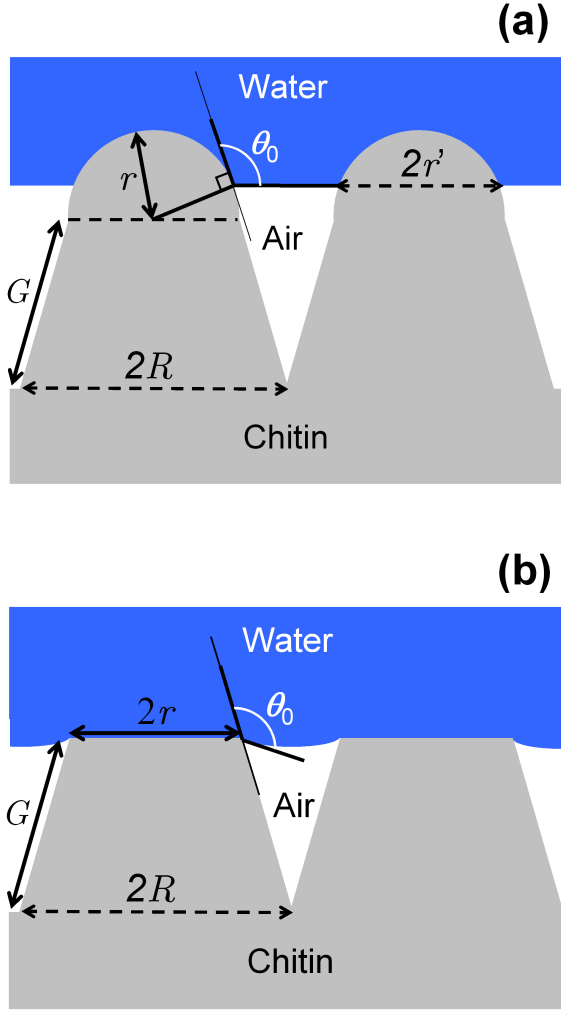 (a)
Water
θ0
r
2r’
Air
G
2R
Chitin
(b)
Water
θ0
2r
Air
G
2R
Chitin